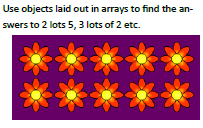 Use objects laid out in arrays to find the an-
swers to 2 lots 5, 3 lots of 2 etc.